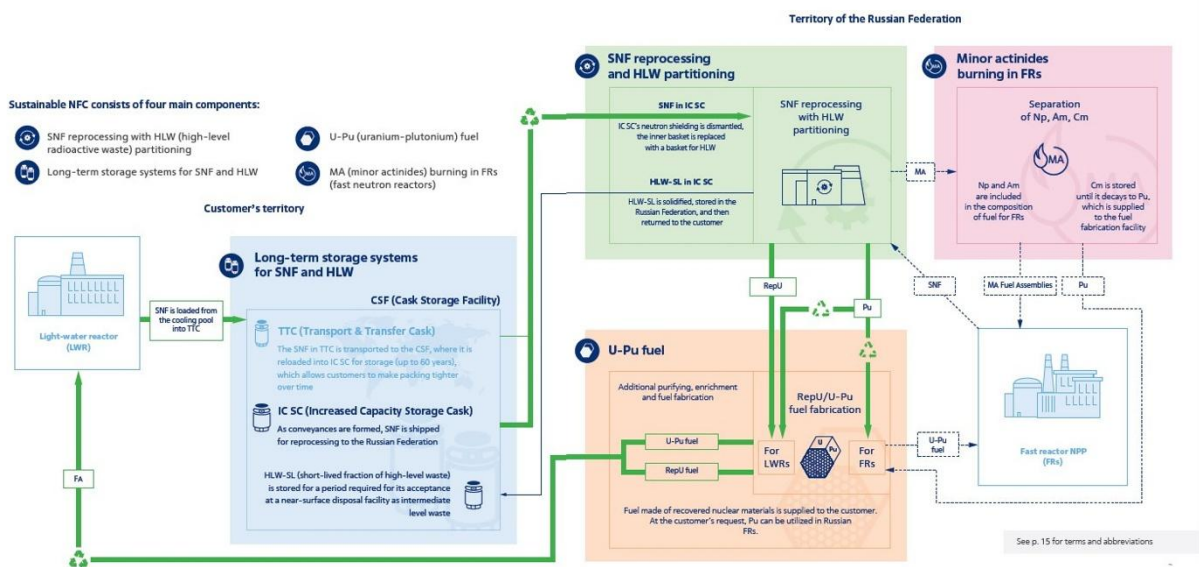 Territory of the Russian Federation
Sustainable NFC consists of four main components:
SNF reprocessing with HLW (high-level
radioactive waste) partitioning
Long-term storage systems for SNF and HLW
U-Pu (uranium-plutonium) fuel
MA (minor actinides) burning in FRs
(fast neutron reactors)
MA
Customer's territory
Light-water reactor
(LWR)
SNF is loaded from
the cooling pool
into TTC
FA
Long-term storage systems
for SNF and HLW
CSF (Cask Storage Facility)
TTC (Transport & Transfer Cask)
The SNF in TTC is transported to the CSF, where it is
reloaded into IC SC for storage (up to 60 years),
which allows customers to make packing tighter
over time
IC SC (Increased Capacity Storage Cask)
As conveyances are formed, SNF is shipped
for reprocessing to the Russian Federation
HLW-SL (short-lived fraction of high-level waste)
is stored for a period required for its acceptance
at a near-surface disposal facility as intermediate
level waste
SNF reprocessing
and HLW partitioning
SNF in IC SC
IC SC's neutron shielding is dismantled,
the inner basket is replaced
with a basket for HLW
HLW-SL in IC SC
HLW-SL is solidified, stored in the
Russian Federation, and then
returned to the customer
SNF reprocessing
with HLW
partitioning
MA
MA
Minor actinides
burning in FRs
Separation
of Np, Am, Cm
MA
Np and Am
are included
in the composition
of fuel for FRs
Cm is stored
until it decays to Pu,
which is supplied
to the fuel
fabrication facility
RepU
Pu
SNF
MA Fuel Assemblies
Pu
U-Pu fuel
Additional purifying, enrichment
and fuel fabrication
RepU/U-Pu
fuel fabrication
U-Pu fuel
RepU fuel
For
LWRs
U
Pu
For
FRs
U-Pu
fuel
Fuel made of recovered nuclear materials is supplied to the customer.
At the customer's request, Pu can be utilized in Russian
FRs.
Fast reactor NPP
(FRs)
See p. 15 for terms and abbreviations